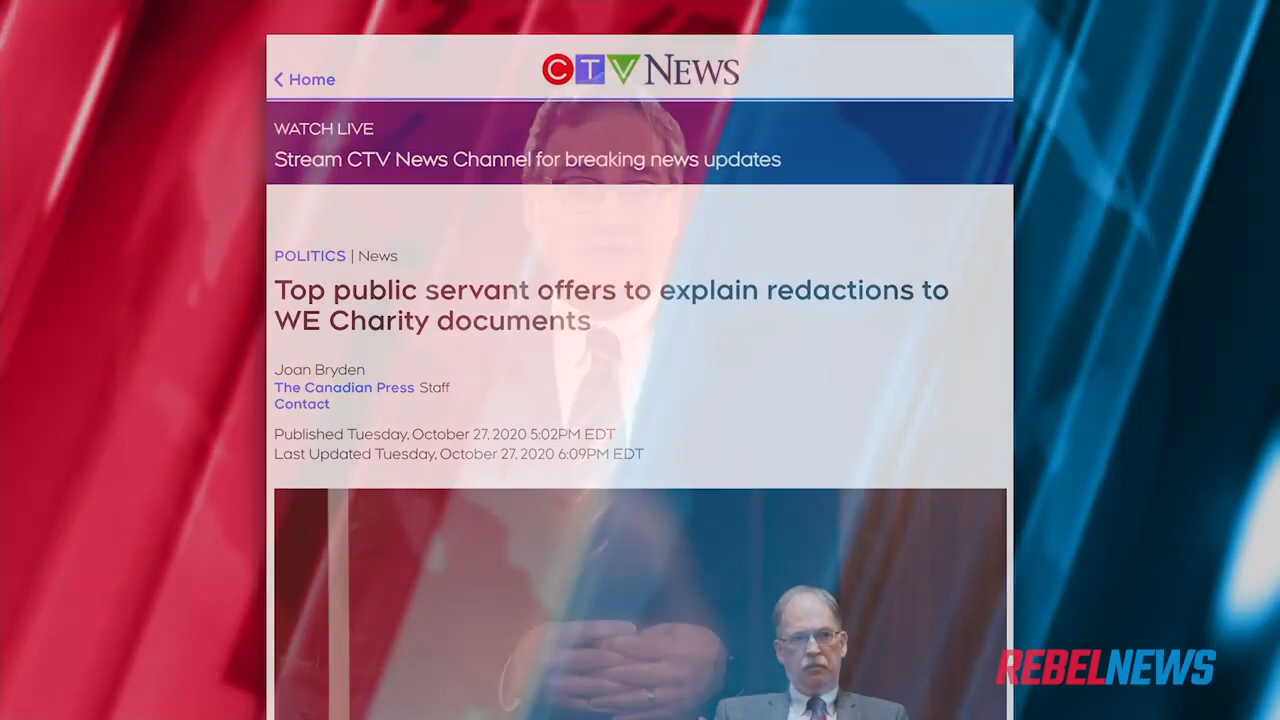 Home
CTV NEWS
WATCH LIVE
Stream CTV News Channel for breaking news updates
POLITICS | News
Top public servant offers to explain redactions to
WE Charity documents
Joan Bryden
The Canadian Press Staff
Contact
Published Tuesday, October 27, 2020 5:02PM EDT
Last Updated Tuesday, October 27, 2020 6:09PM EDT
REBELNEWS